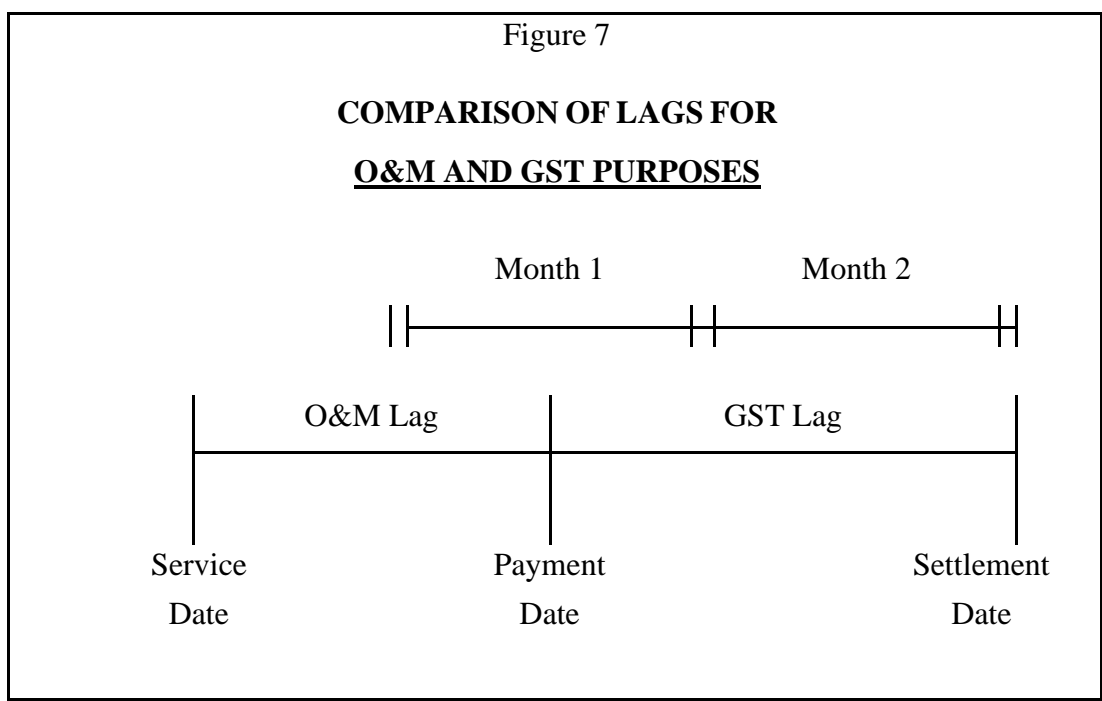 Figure 7
COMPARISON OF LAGS FOR
O&M AND GST PURPOSES
Month 1 Month 2
O&M Lag GST Lag
Service Payment Settlement
Date Date Date